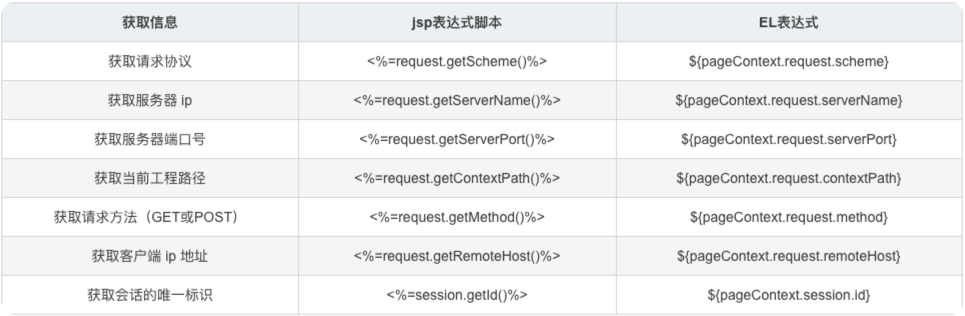 获取信息 jsp表达式脚本 EL表达式
获取请求协议 <%=request.getScheme()%> ${pageContext.request.scheme}
获取服务器 ip <%=request.getServerName()%> ${pageContext.request.serverName}
获取服务器端口号 <%=request.getServerPort()%> ${pageContext.request.serverPort}
获取当前工程路径 <%=request.getContextPath()%> ${pageContext.request.contextPath}
获取请求方法（GET或POST） <%=request.getMethod()%> ${pageContext.request.method}
获取客户端 ip 地址 <%=request.getRemoteHost()%> ${pageContext.request.remoteHost}
获取会话的唯一标识 <%=session.getId()%> ${pageContext.session.id}